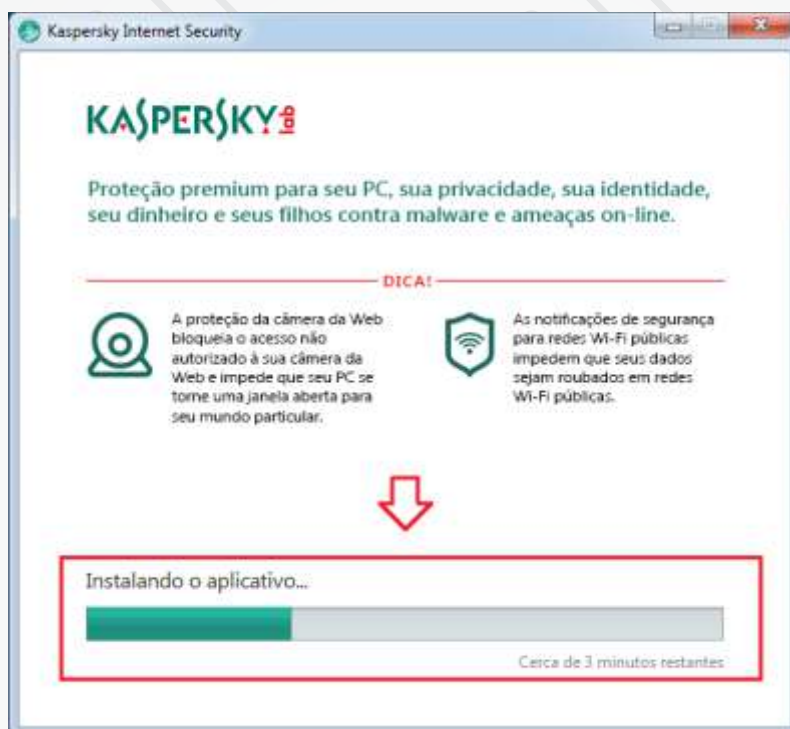 Kaspersky Internet Security
KASPERSKY lab
Proteção premium para seu PC, sua privacidade, sua identidade,
seu dinheiro e seus filhos contra malware e ameaças on-line.
DICA!
A proteção da câmera da Web
bloqueia o acesso não
autorizado à sua câmera da
Web e impede que seu PC se
torne uma janela aberta para
seu mundo particular.
As notificações de segurança
para redes Wi-Fi públicas
impedem que seus dados
sejam roubados em redes
Wi-Fi públicas.
Instalando o aplicativo...
Cerca de 3 minutos restantes